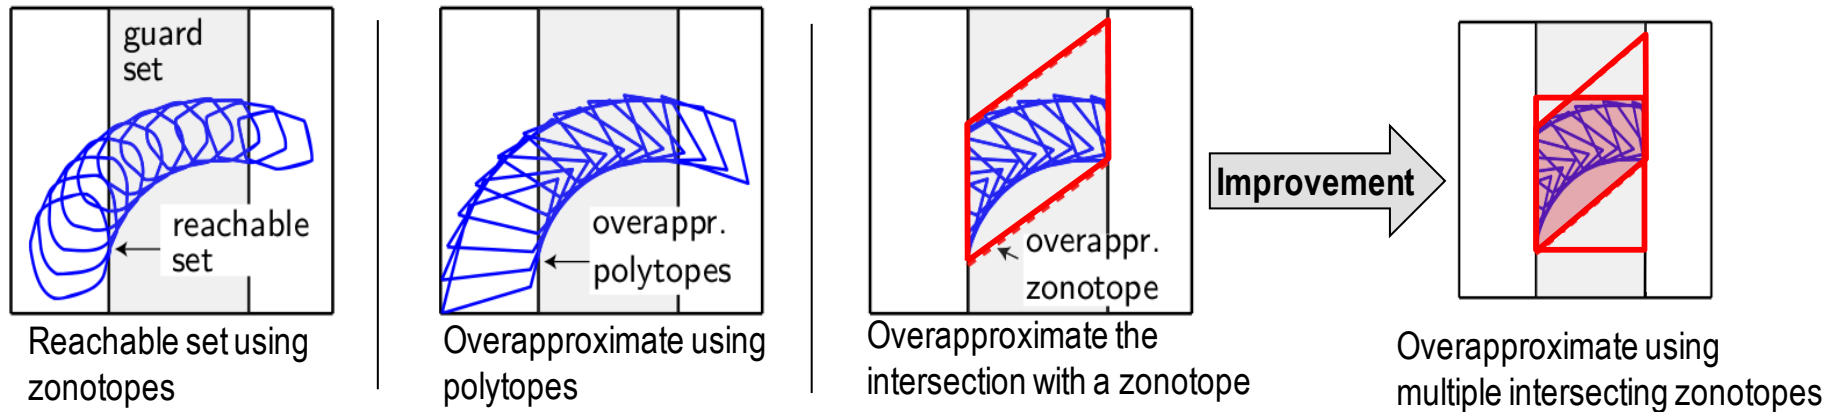 guard
set
reachable
set
Reachable set using
zonotopes
overappr.
polytopes
Overapproximate using
polytopes
overappr.
zonotope
Overapproximate the
intersection with a zonotope
Improvement
Overapproximate using
multiple intersecting zonotopes